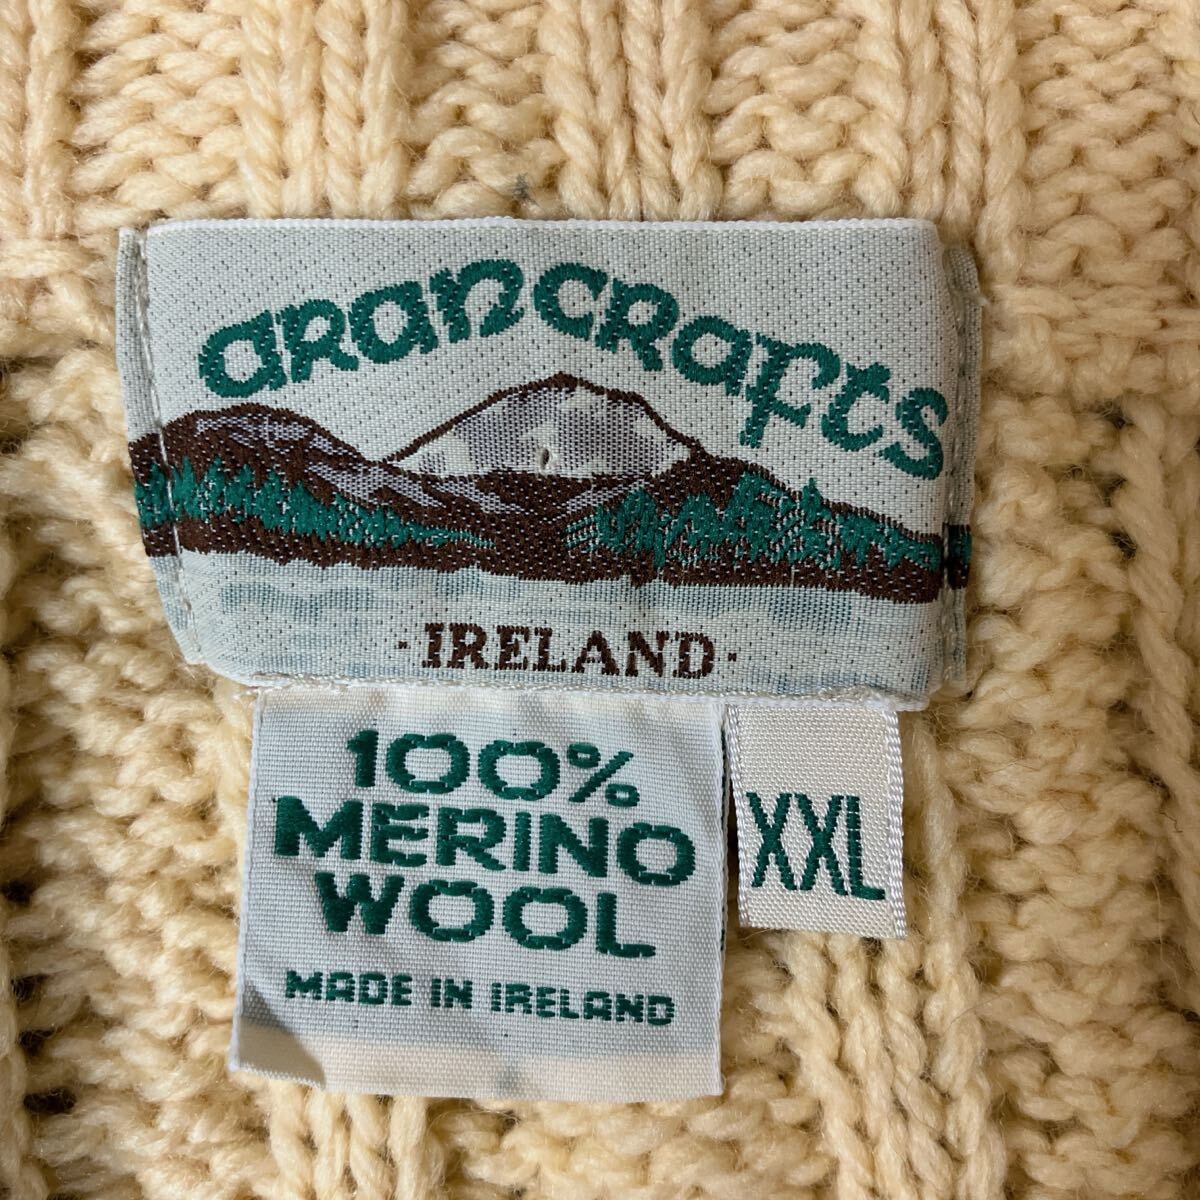 arancrafts
· IRELAND ·
100%
MERINO
WOOL
MADE IN IRELAND
XXL